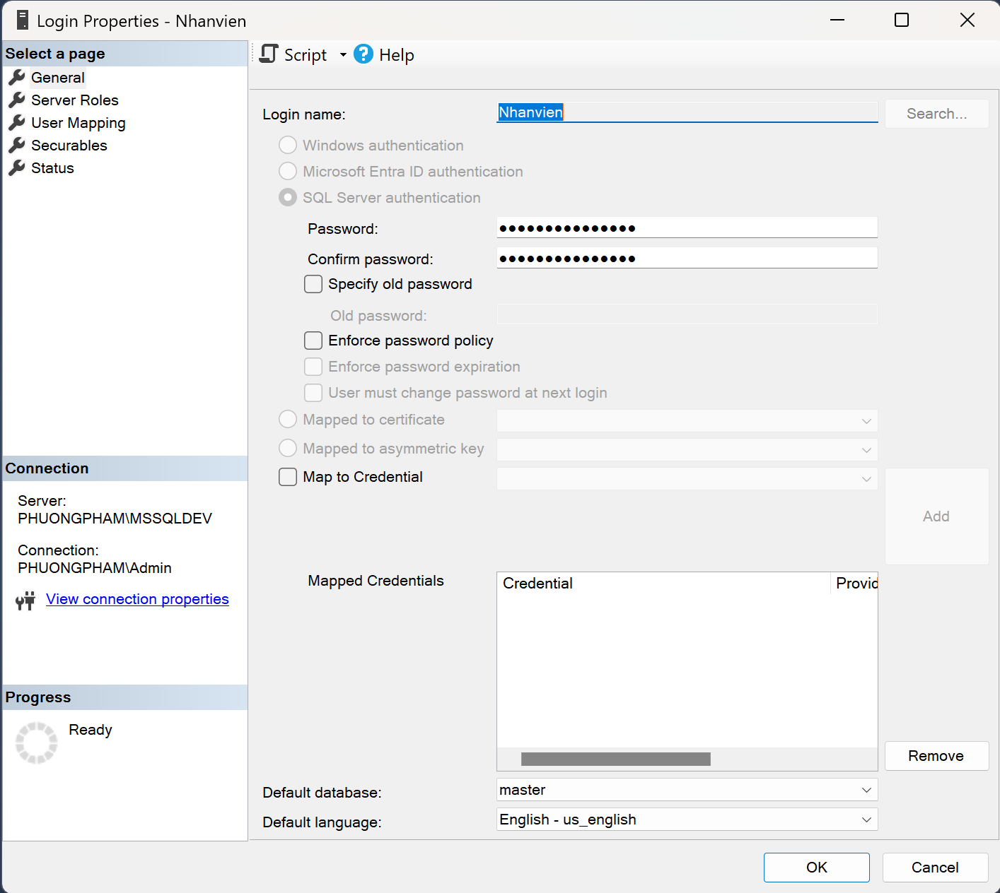 Login Properties - Nhanvien
Select a page
General
Server Roles
User Mapping
Securables
Status
Connection
Server:
PHUONGPHAM\MSSQLDEV
Connection:
PHUONGPHAM\Admin
View connection properties
Progress
Ready
Script
? Help
Login name: Nhanvien Search...
Windows authentication
Microsoft Entra ID authentication
SQL Server authentication
Password: ●●●●●●●●●●●●●●●
Confirm password: ●●●●●●●●●●●●●●●
Specify old password
Old password:
Enforce password policy
Enforce password expiration
User must change password at next login
Mapped to certificate
Mapped to asymmetric key
Map to Credential
Add
Mapped Credentials
Credential Provid
Remove
Default database: master
Default language: English - us_english
OK Cancel